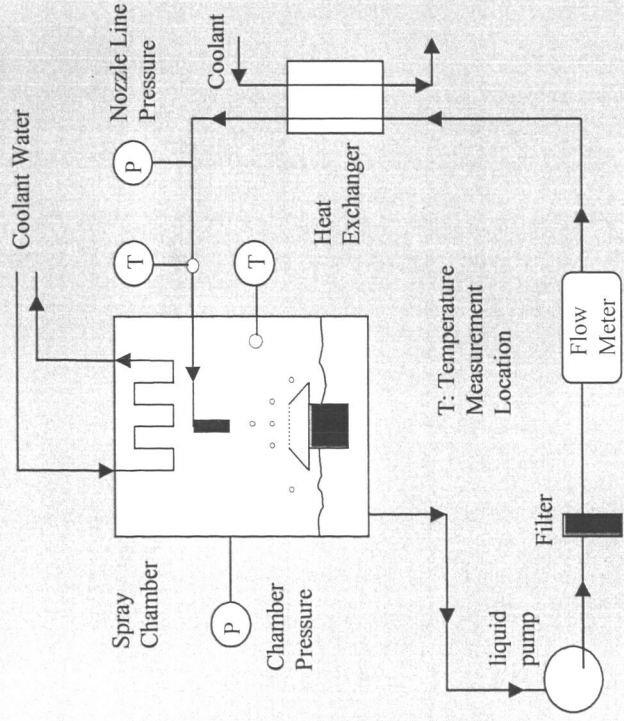 Coolant Water
Nozzle Line
Pressure
P
T
Coolant
T
Heat
Exchanger
Spray
Chamber
P
Chamber
Pressure
T: Temperature
Measurement
Location
liquid
pump
Filter
Flow
Meter